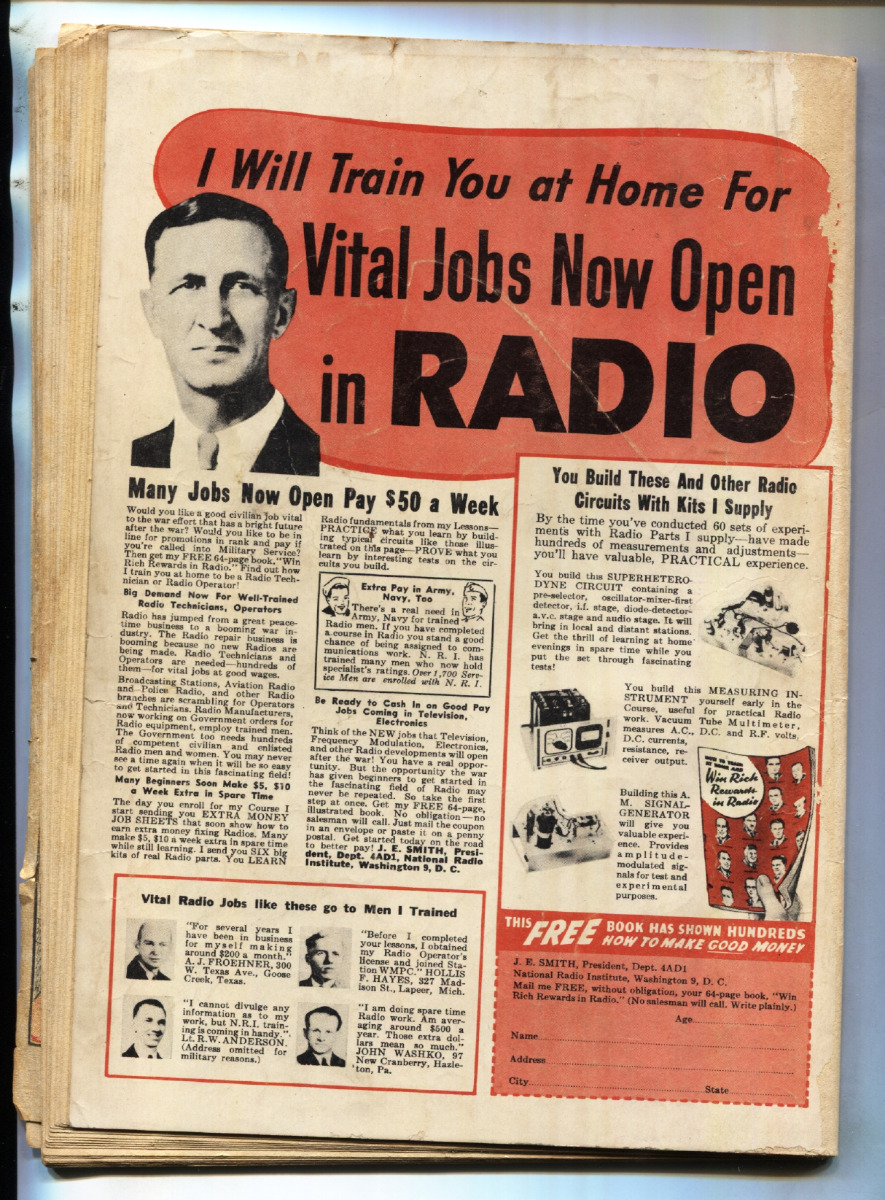 I Will Train You at Home For
Vital Jobs Now Open
in RADIO
Many Jobs Now Open Pay $50 a Week
Would you like a good civilian job vital
to the war effort that has a bright future
after the war? Would you like to be in
line for promotions in rank and pay if
you're called into Military Service?
Then get my FREE 64-page book, "Win
Rich Rewards in Radio." Find out how
I train you at home to be a Radio Tech-
nician or Radio Operator!
Big Demand Now For Well-Trained
Radio Technicians, Operators
Radio has jumped from a great peace-
time business to a booming war in-
dustry. The Radio repair business is
booming because no new Radios are
being made. Radio Technicians and
Operators are needed—hundreds of
them—for vital jobs at good wages.
Broadcasting Stations, Aviation Radio
and Police Radio, and other Radio
branches are scrambling for Operators
and Technicians. Radio Manufacturers,
now working on Government orders for
Radio equipment, employ trained men.
The Government too needs hundreds
of competent civilian and enlisted
Radio men and women. You may never
see a time again when it will be so easy
to get started in this fascinating field!
Many Beginners Soon Make $5, $10
a Week Extra in Spare Time
The day you enroll for my Course I
start sending you EXTRA MONEY
JOB SHEETS that soon show how to
earn extra money fixing Radios. Many
make $5, $10 a week extra in spare time
while still learning. I send you SIX big
kits of real Radio parts. You LEARN
Radio fundamentals from my Lessons—
PRACTICE what you learn by build-
ing typical circuits like those illus-
trated on this page—PROVE what you
learn by interesting tests on the cir-
cuits you build.
Extra Pay in Army,
Navy, Too
There's a real need in
Army, Navy for trained
Radio men. If you have completed
a course in Radio you stand a good
chance of being assigned to com-
munications work. N. R. I. has
trained many men who now hold
specialist's ratings. Over 1,700 Serv-
ice Men are enrolled with N. R. I.
Be Ready to Cash In on Good Pay
Jobs Coming in Television,
Electronics
Think of the NEW jobs that Television,
Frequency Modulation, Electronics,
and other Radio developments will open
after the war! You have a real oppor-
tunity. But the opportunity the war
has given beginners to get started in
the fascinating field of Radio may
never be repeated. So take the first
step at once. Get my FREE 64-page,
illustrated book. No obligation—no
salesman will call. Just mail the coupon
in an envelope or paste it on a penny
postal. Get started today on the road
to better pay! J. E. SMITH, Presi-
dent, Dept. 4AD1, National Radio
Institute, Washington 9, D. C.
You Build These And Other Radio
Circuits With Kits I Supply
By the time you've conducted 60 sets of experi-
ments with Radio Parts I supply—have made
hundreds of measurements and adjustments—
you'll have valuable, PRACTICAL experience.
You build this SUPERHETERO-
DYNE CIRCUIT containing a
pre-selector, oscillator-mixer-first
detector, i.f. stage, diode-detector-
a.v.c. stage and audio stage. It will
bring in local and distant stations.
Get the thrill of learning at home
evenings in spare time while you
put the set through fascinating
tests!
You build this MEASURING IN-
STRUMENT yourself early in the
Course, useful for practical Radio
work. Vacuum Tube Multimeter,
measures A.C., D.C. and R.F. volts,
D.C. currents,
resistance, re-
ceiver output.
Building this A.
M. SIGNAL-
GENERATOR
will give you
valuable experi-
ence. Provides
amplitude-
modulated sig-
nals for test and
experimental
purposes.
HOW TO TRAIN
AT HOME AND
Win Rich
Rewards
in Radio
Vital Radio Jobs like these go to Men I Trained
"For several years I
have been in business
for myself making
around $200 a month."
A. J. FROEHNER, 300
W. Texas Ave., Goose
Creek, Texas.
"Before I completed
your lessons, I obtained
my Radio Operator's
license and joined Sta-
tion WMPC." HOLLIS
F. HAYES, 327 Mad-
ison St., Lapeer, Mich.
"I cannot divulge any
information as to my
work, but N.R.I. train-
ing is coming in handy.".
Lt. R.W. ANDERSON.
(Address omitted for
military reasons.)
"I am doing spare time
Radio work. Am aver-
aging around $500 a
year. Those extra dol-
lars mean so much."
JOHN WASHKO, 97
New Cranberry, Hazle-
ton, Pa.
THIS FREE BOOK HAS SHOWN HUNDREDS
HOW TO MAKE GOOD MONEY
J. E. SMITH, President, Dept. 4AD1
National Radio Institute, Washington 9, D. C.
Mail me FREE, without obligation, your 64-page book, "Win
Rich Rewards in Radio." (No salesman will call. Write plainly.)
Age
Name
Address
City State